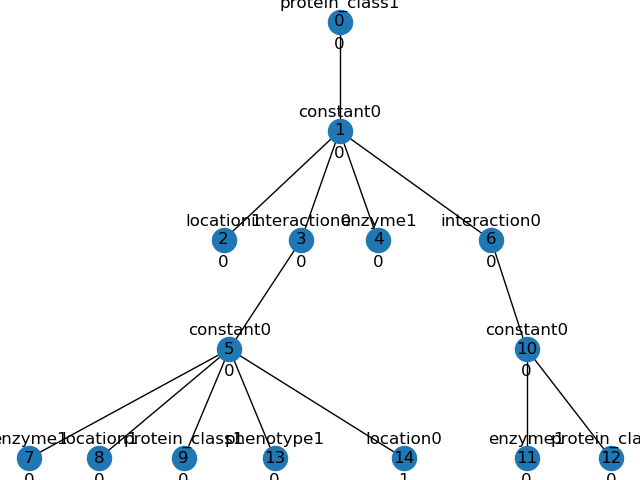 protein_class1
0
0
constant0
1
0
location1 interaction0 enzyme1 interaction0
2 3 4 6
0 0 0 0
constant0 constant0
5 10
0 0
enzyme1 location1 protein_class1 phenotype1 location0 enzyme1 protein_cla
7 8 9 13 14 11 12
0 0 0 0 1 0 0